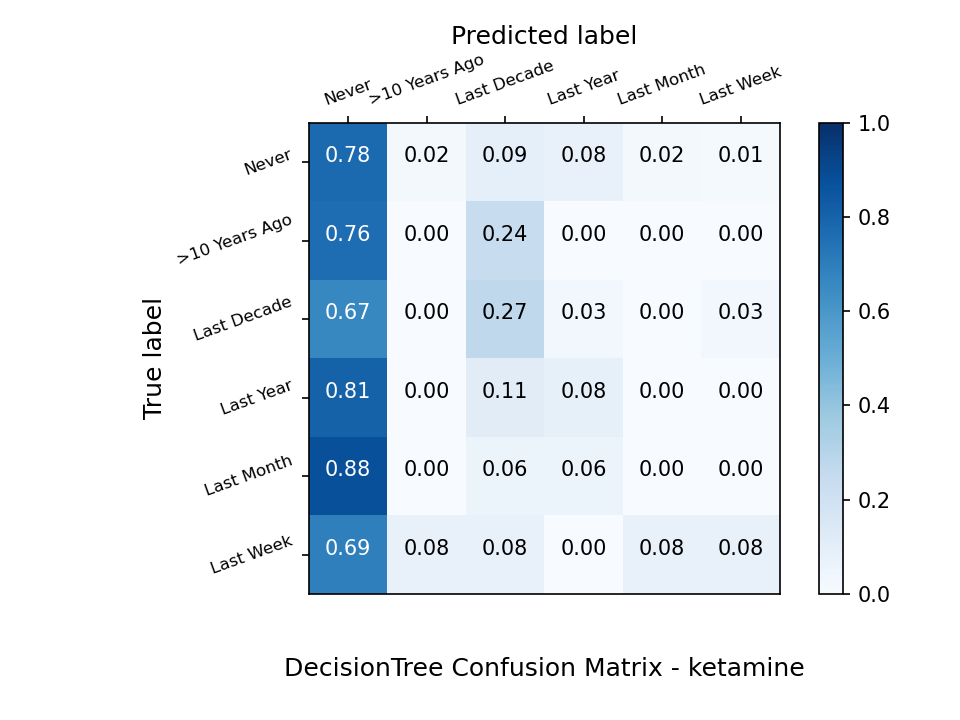 Predicted label
Never >10 Years Ago Last Decade Last Year Last Month Last Week
1.0
Never 0.78 0.02 0.09 0.08 0.02 0.01
0.8
>10 Years Ago 0.76 0.00 0.24 0.00 0.00 0.00
Last Decade 0.67 0.00 0.27 0.03 0.00 0.03
0.6
True label
Last Year 0.81 0.00 0.11 0.08 0.00 0.00
0.4
Last Month 0.88 0.00 0.06 0.06 0.00 0.00
0.2
Last Week 0.69 0.08 0.08 0.00 0.08 0.08
0.0
DecisionTree Confusion Matrix - ketamine